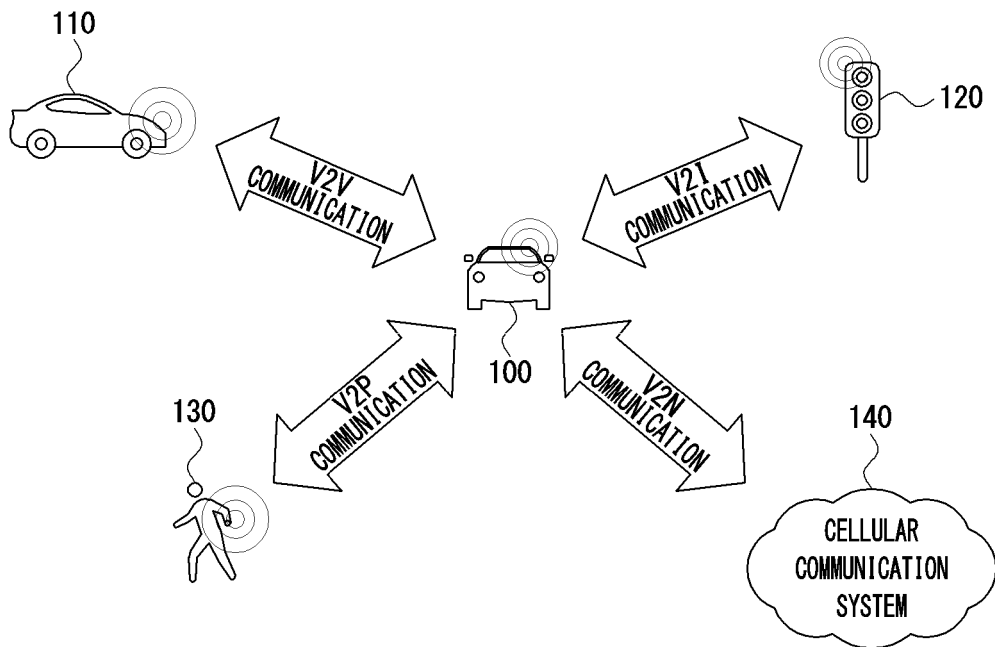 110
120
V2V
COMMUNICATION
V2I
COMMUNICATION
100
V2P
COMMUNICATION
V2N
COMMUNICATION
130
140
CELLULAR
COMMUNICATION
SYSTEM